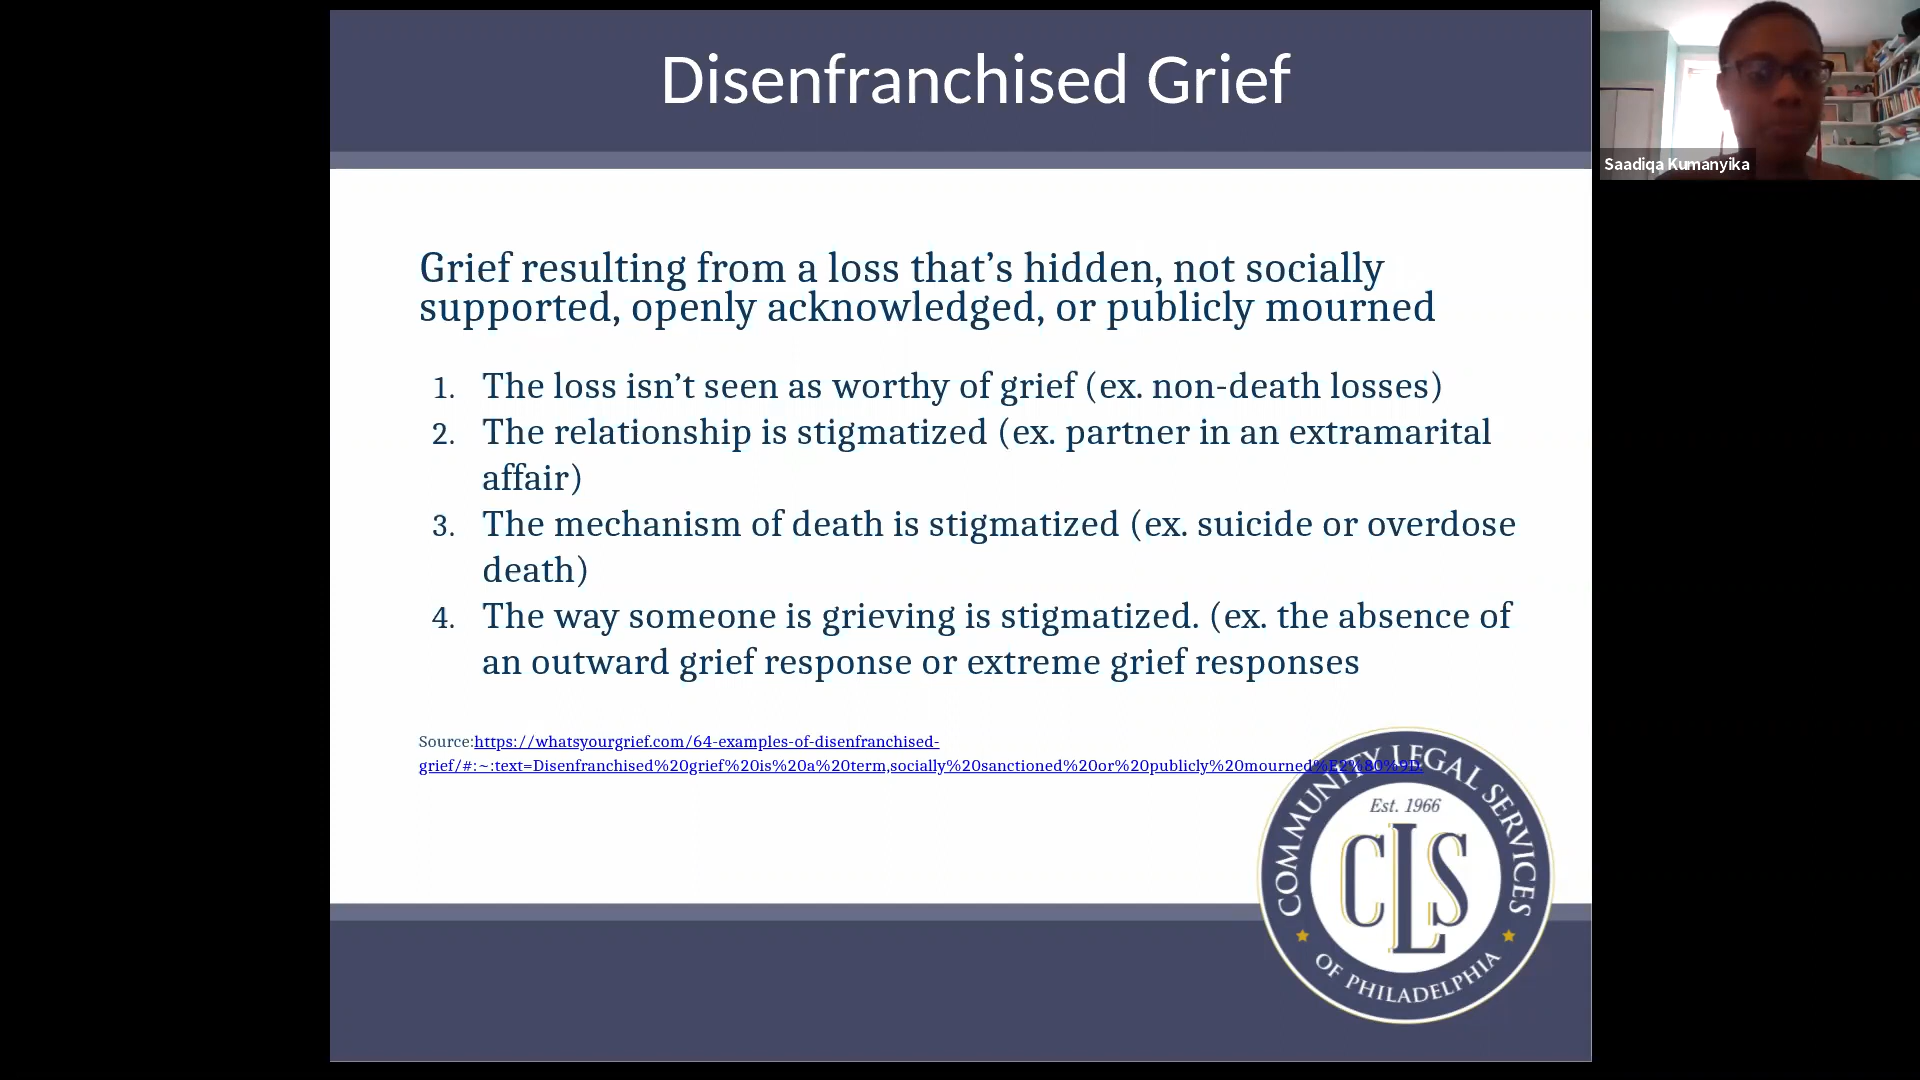 Disenfranchised Grief
Saadiqa Kumanyika
Grief resulting from a loss that’s hidden, not socially
supported, openly acknowledged, or publicly mourned
1. The loss isn’t seen as worthy of grief (ex. non-death losses)
2. The relationship is stigmatized (ex. partner in an extramarital
affair)
3. The mechanism of death is stigmatized (ex. suicide or overdose
death)
4. The way someone is grieving is stigmatized. (ex. the absence of
an outward grief response or extreme grief responses
Source:https://whatsyourgrief.com/64-examples-of-disenfranchised-
grief/#:~:text=Disenfranchised%20grief%20is%20a%20term,socially%20sanctioned%20or%20publicly%20mourned%E2%80%9D.
COMMUNITY LEGAL SERVICES
Est. 1966
CLS
OF PHILADELPHIA